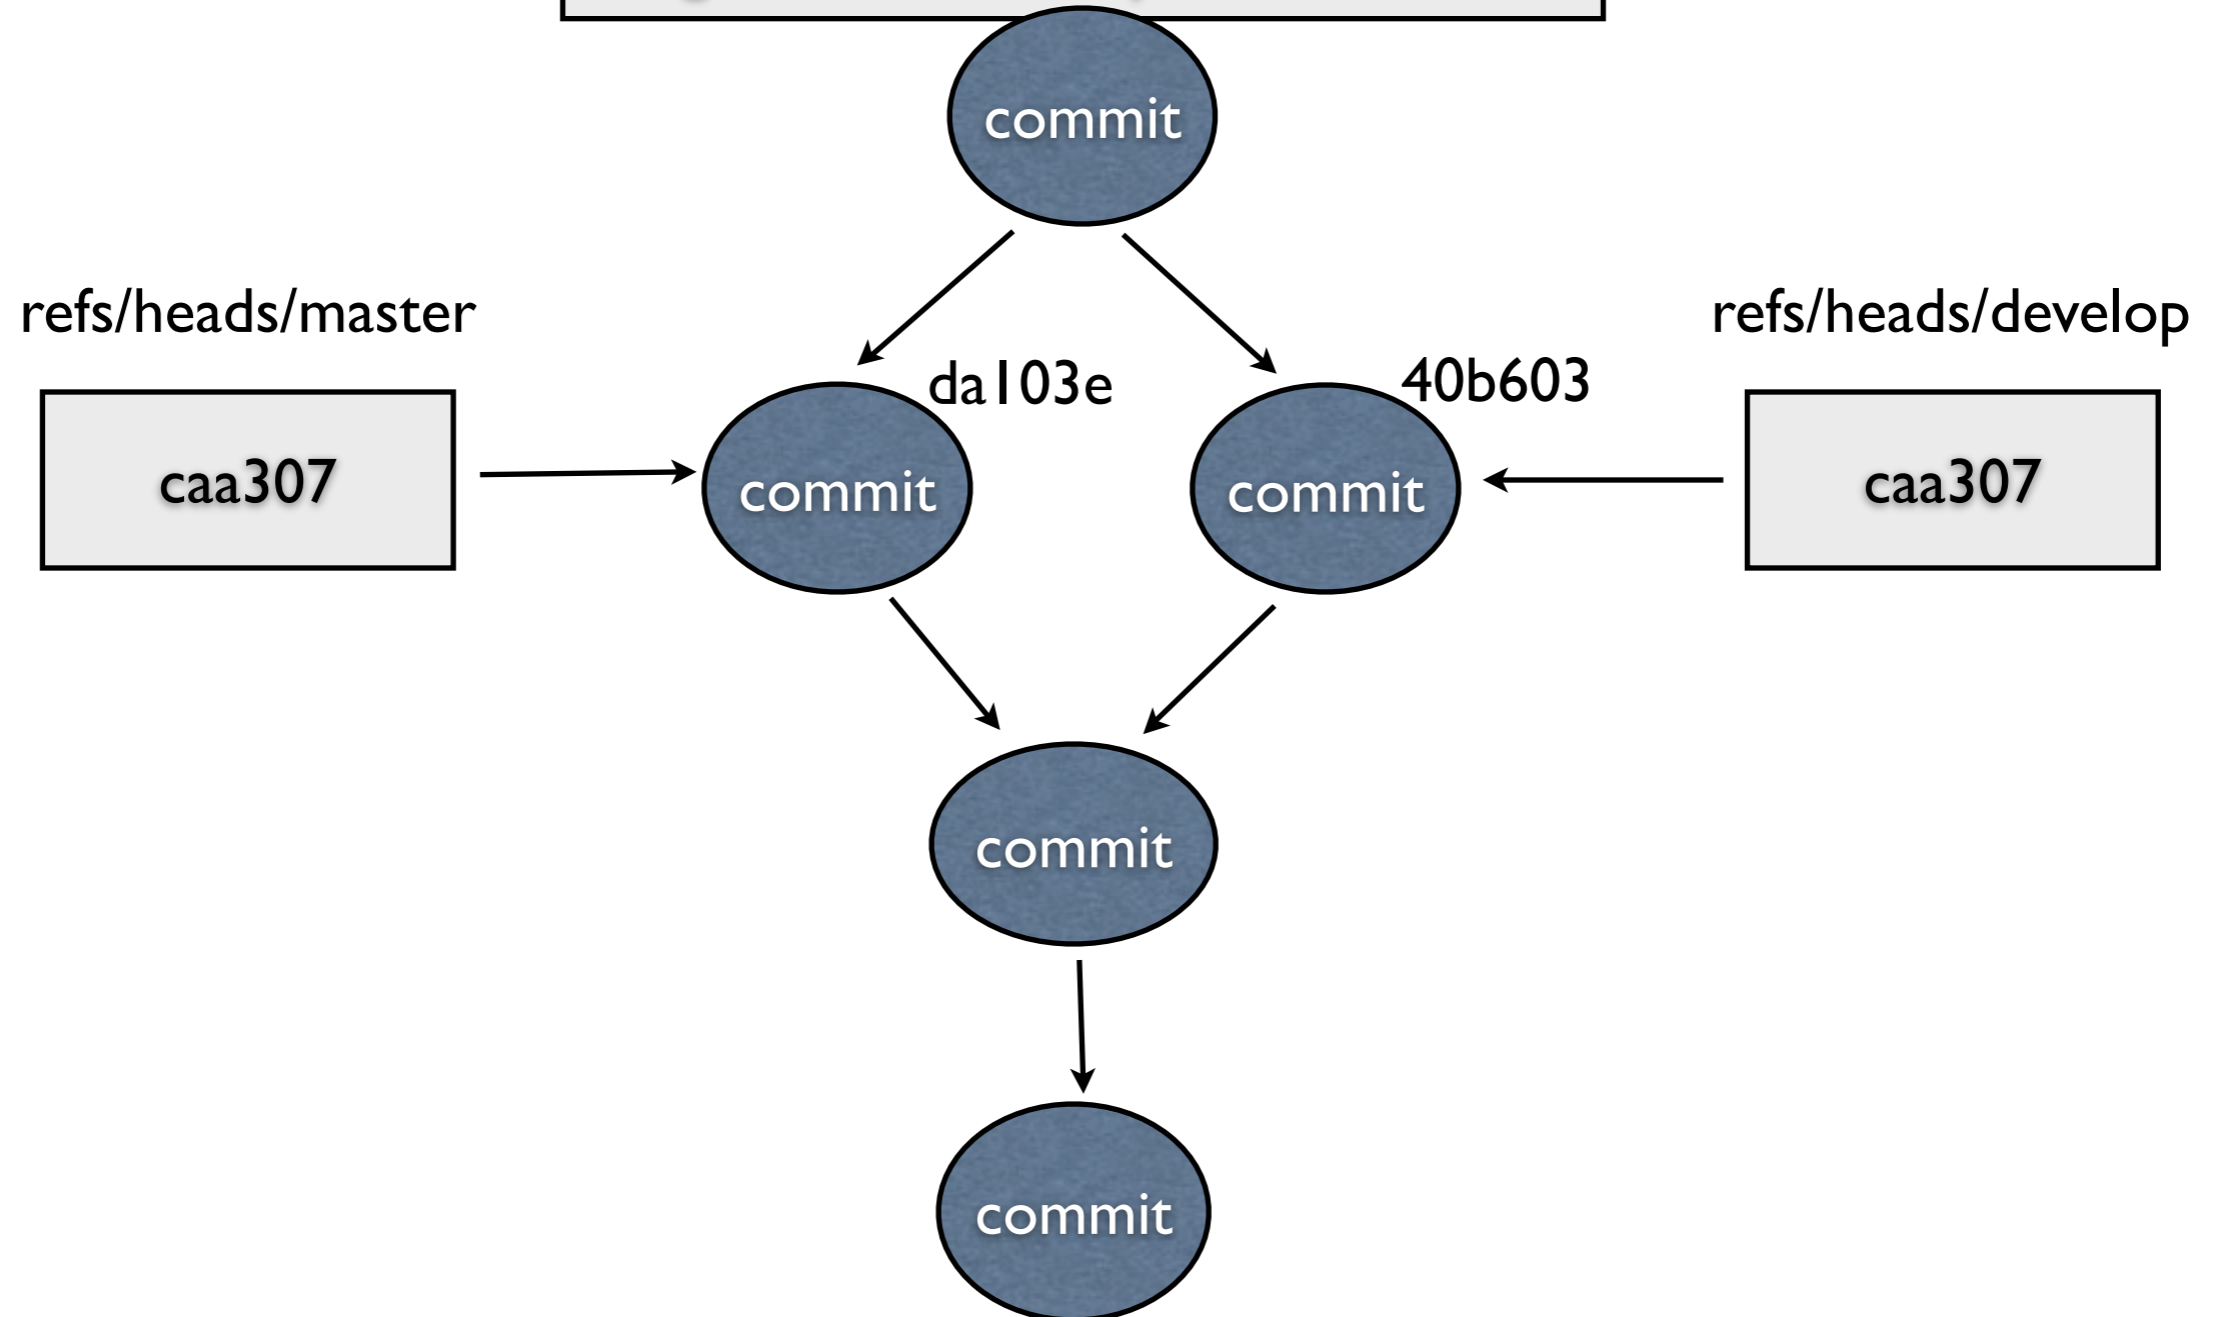 commit
refs/heads/master
refs/heads/develop
da103e
40b603
caa307
commit
commit
caa307
commit
commit